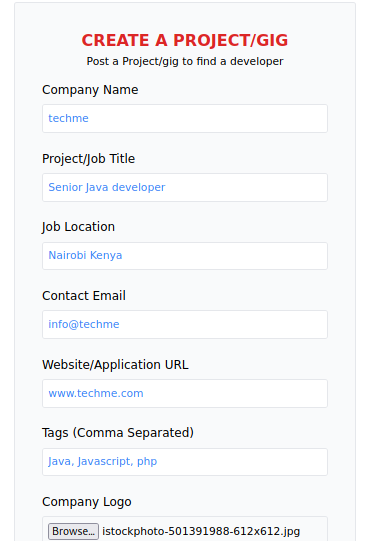 CREATE A PROJECT/GIG
Post a Project/gig to find a developer
Company Name
techme
Project/Job Title
Senior Java developer
Job Location
Nairobi Kenya
Contact Email
info@techme
Website/Application URL
www.techme.com
Tags (Comma Separated)
Java, Javascript, php
Company Logo
Browse... istockphoto-501391988-612x612.jpg